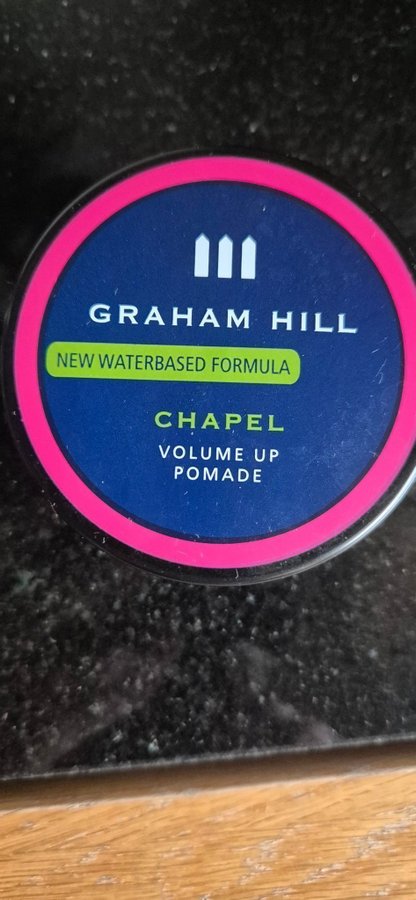 GRAHAM HILL
NEW WATERBASED FORMULA
CHAPEL
VOLUME UP
POMADE